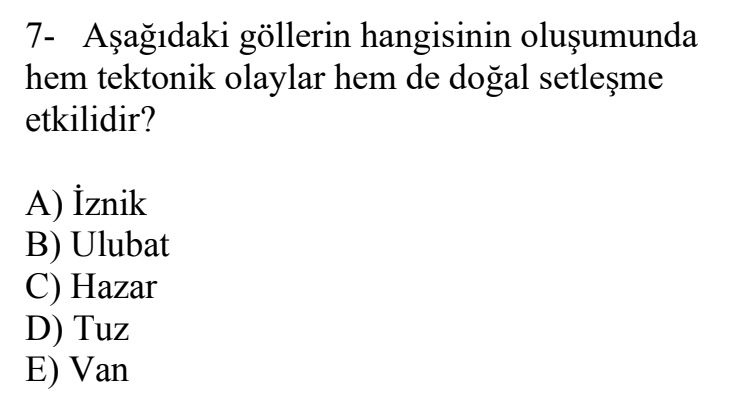 7- Aşağıdaki göllerin hangisinin oluşumunda
hem tektonik olaylar hem de doğal setleşme
etkilidir?
A) İznik
B) Ulubat
C) Hazar
D) Tuz
E) Van